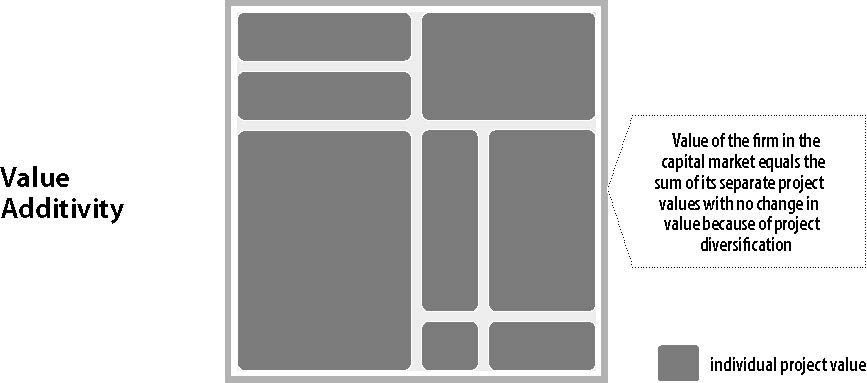 Value
Additivity
Value of the firm in the
capital market equals the
sum of its separate project
values with no change in
value because of project
diversification
individual project value